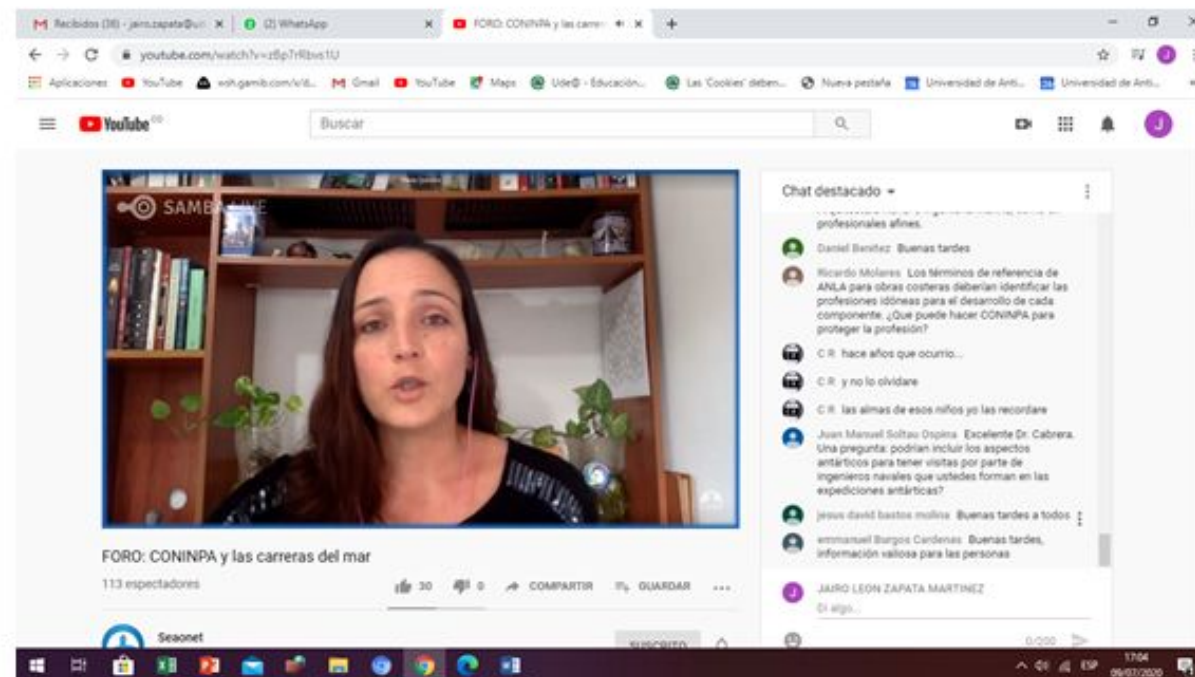 Recibidos (38) - jairo.zapata@u
(2) WhatsApp
FORO: CONINPA y las carrer
youtube.com/watch?v=
Aplicaciones
YouTube
Gmail
YouTube
Maps
Ude@ - Educación...
Las 'Cookies' deben...
Nueva pestaña
Universidad de Anti...
Universidad de Anti...
YouTube CO
Buscar
SAMBA LIVE
FORO: CONINPA y las carreras del mar
113 espectadores
30
0
COMPARTIR
GUARDAR
Seaonet
SUSCRITO
Chat destacado
profesionales afines.
Daniel Benitez Buenas tardes
Ricardo Molares Los términos de referencia de
ANLA para obras costeras deberían identificar las
profesiones idóneas para el desarrollo de cada
componente. ¿Que puede hacer CONINPA para
proteger la profesión?
C R hace años que ocurrio...
C R y no lo olvidare
C R las almas de esos niños yo las recordare
Juan Manuel Soltau Ospina Excelente Dr. Cabrera.
Una pregunta: podrían incluir los aspectos
antárticos para tener visitas por parte de
ingenieros navales que ustedes forman en las
expediciones antárticas?
jesus david bastos molina Buenas tardes a todos
emmanuel Burgos Cardenas Buenas tardes,
información valiosa para las personas
JAIRO LEON ZAPATA MARTINEZ
Di algo...
0/200
ESP
17:04
09/07/2020